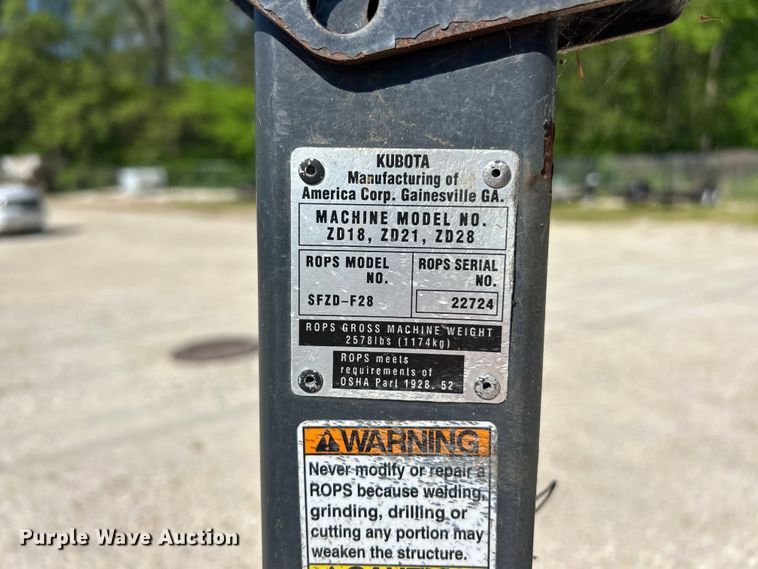 KUBOTA
Manufacturing of
America Corp. Gainesville GA.
MACHINE MODEL NO.
ZD18, ZD21, ZD28
ROPS MODEL NO.
SFZD-F28
ROPS SERIAL NO.
22724
ROPS GROSS MACHINE WEIGHT
2578lbs (1174kg)
ROPS meets
requirements of
OSHA Part 1928. 52
WARNING
Never modify or repair a
ROPS because welding,
grinding, drilling or
cutting any portion may
weaken the structure.
Purple Wave Auction